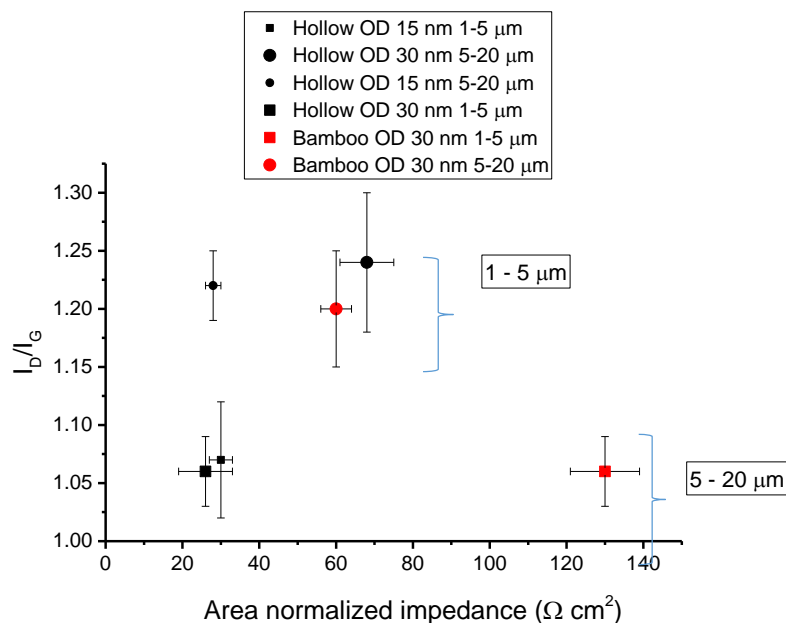 Hollow OD 15 nm 1-5 μm
Hollow OD 30 nm 5-20 μm
Hollow OD 15 nm 5-20 μm
Hollow OD 30 nm 1-5 μm
Bamboo OD 30 nm 1-5 μm
Bamboo OD 30 nm 5-20 μm
1.30
1.25
1.20
1.15
1.10
1.05
1.00
I_D/I_G
1 - 5 μm
5 - 20 μm
0 20 40 60 80 100 120 140
Area normalized impedance (Ω cm²)